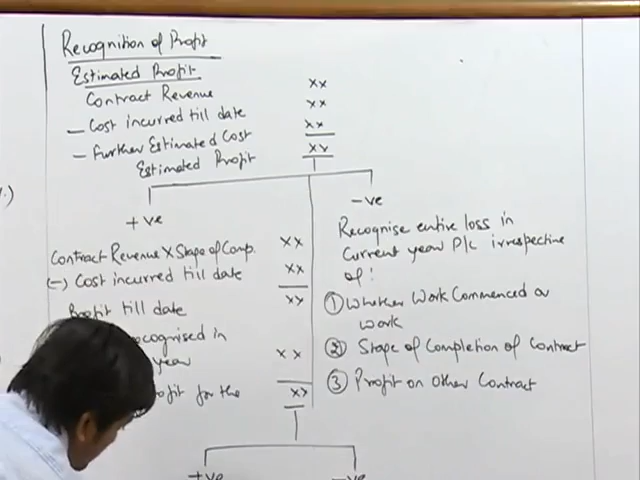 Recognition of Profit
Estimated Profit
Contract Revenue xx
— Cost incurred till date xx
— Further Estimated Cost xx
Estimated Profit xx
+ve
—ve
Contract Revenue X Stage of Comp. xx
(-) Cost incurred till date xx
Profit till date xx
recognised in
year xx
for the xx
+ve
—ve
Recognise entire loss in
Current year P/L irrespective
of:
① Whether Work Commenced or
work
② Stage of Completion of Contract
③ Profit on Other Contract